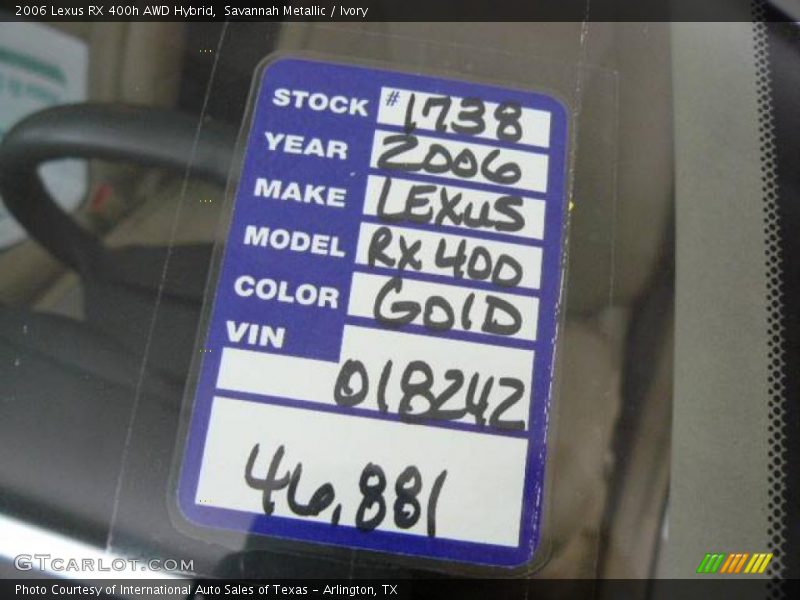 2006 Lexus RX 400h AWD Hybrid, Savannah Metallic / Ivory
STOCK #1738
YEAR 2006
MAKE LEXUS
MODEL RX 400
COLOR GOLD
VIN
018242
46,881
GTCARLOT.COM
Photo Courtesy of International Auto Sales of Texas - Arlington, TX